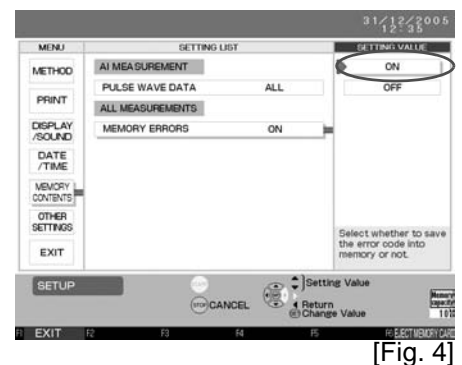 31/12/2005
12:35
MENU
SETTING LIST
SETTING VALUE
METHOD
AI MEASUREMENT
ON
PULSE WAVE DATA ALL
OFF
PRINT
ALL MEASUREMENTS
DISPLAY
/SOUND
MEMORY ERRORS ON
DATE
/TIME
MEMORY
CONTENTS
OTHER
SETTINGS
EXIT
Select whether to save
the error code into
memory or not.
SETUP
STOP CANCEL
Setting Value
Return
Change Value
Memory
capacity
F1 EXIT F2 F3 F4 F5 F6 EJECT MEMORY CARD
[Fig. 4]